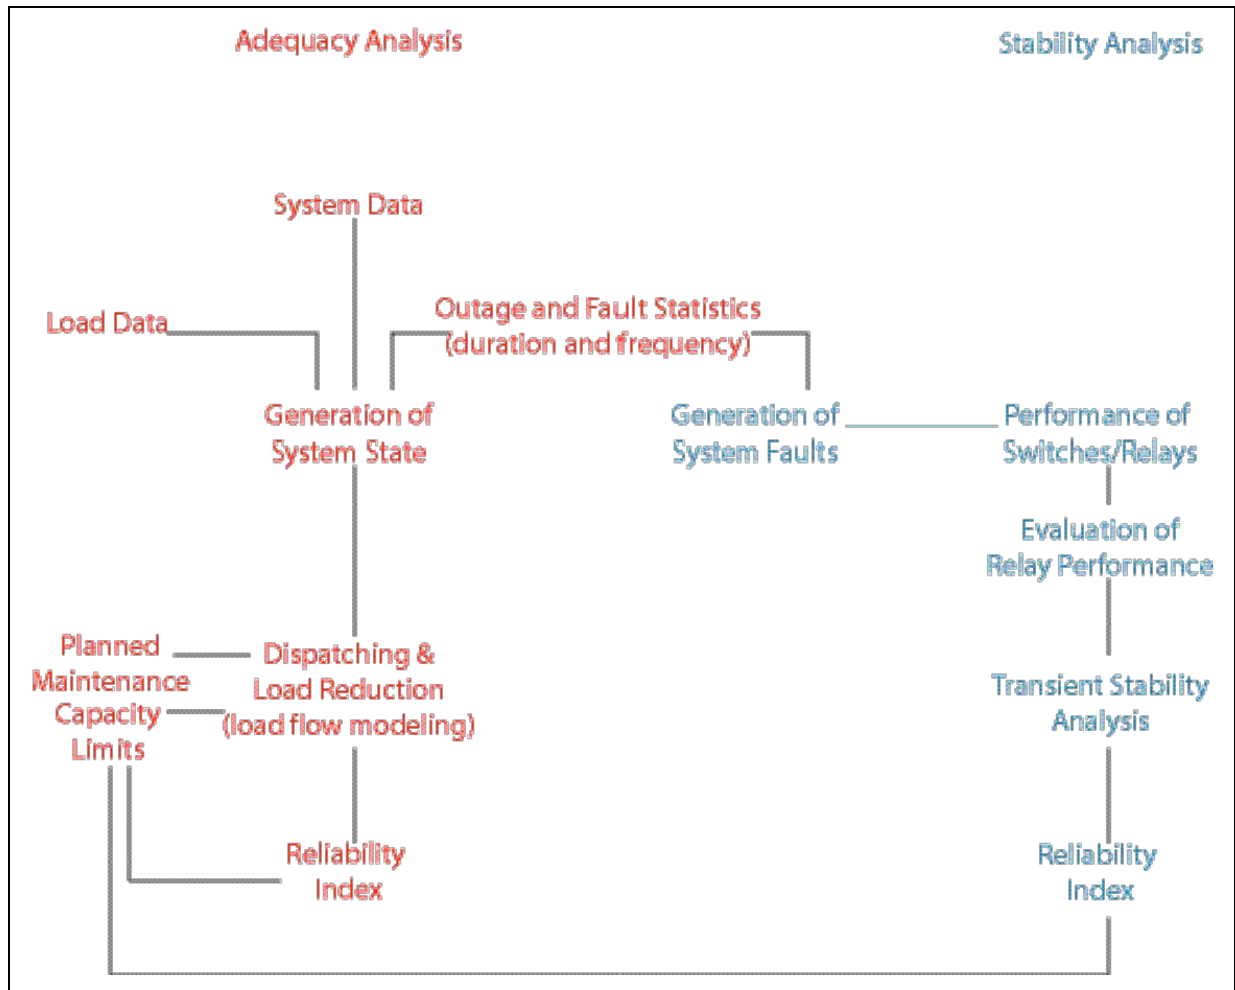 Adequacy Analysis
Stability Analysis
System Data
Load Data
Outage and Fault Statistics
(duration and frequency)
Generation of
System State
Generation of
System Faults
Performance of
Switches/Relays
Evaluation of
Relay Performance
Planned
Maintenance
Capacity
Limits
Dispatching &
Load Reduction
(load flow modeling)
Transient Stability
Analysis
Reliability
Index
Reliability
Index